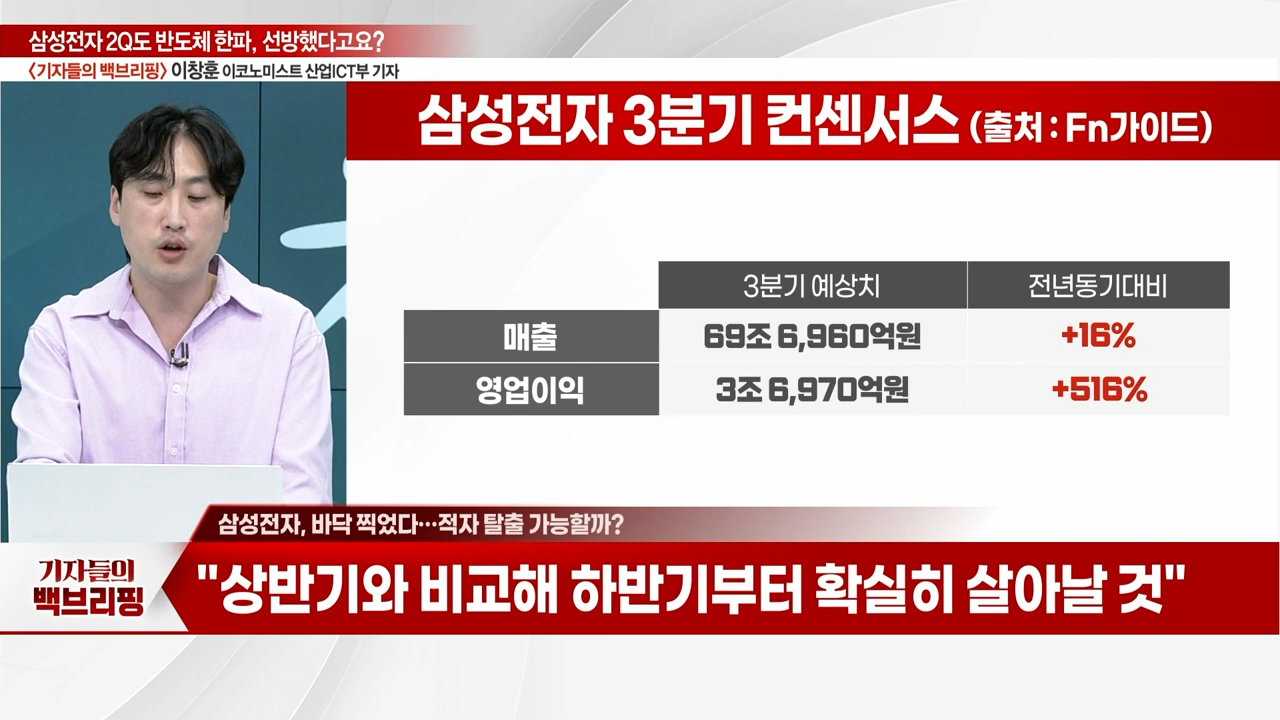 삼성전자 2Q도 반도체 한파, 선방했다고요?
<기자들의 백브리핑> 이창훈 이코노미스트 산업ICT부 기자
삼성전자 3분기 컨센서스 (출처 : Fn가이드)
3분기 예상치 전년동기대비
매출 69조 6,960억원 +16%
영업이익 3조 6,970억원 +516%
삼성전자, 바닥 찍었다…적자 탈출 가능할까?
기자들의
백브리핑
"상반기와 비교해 하반기부터 확실히 살아날 것"